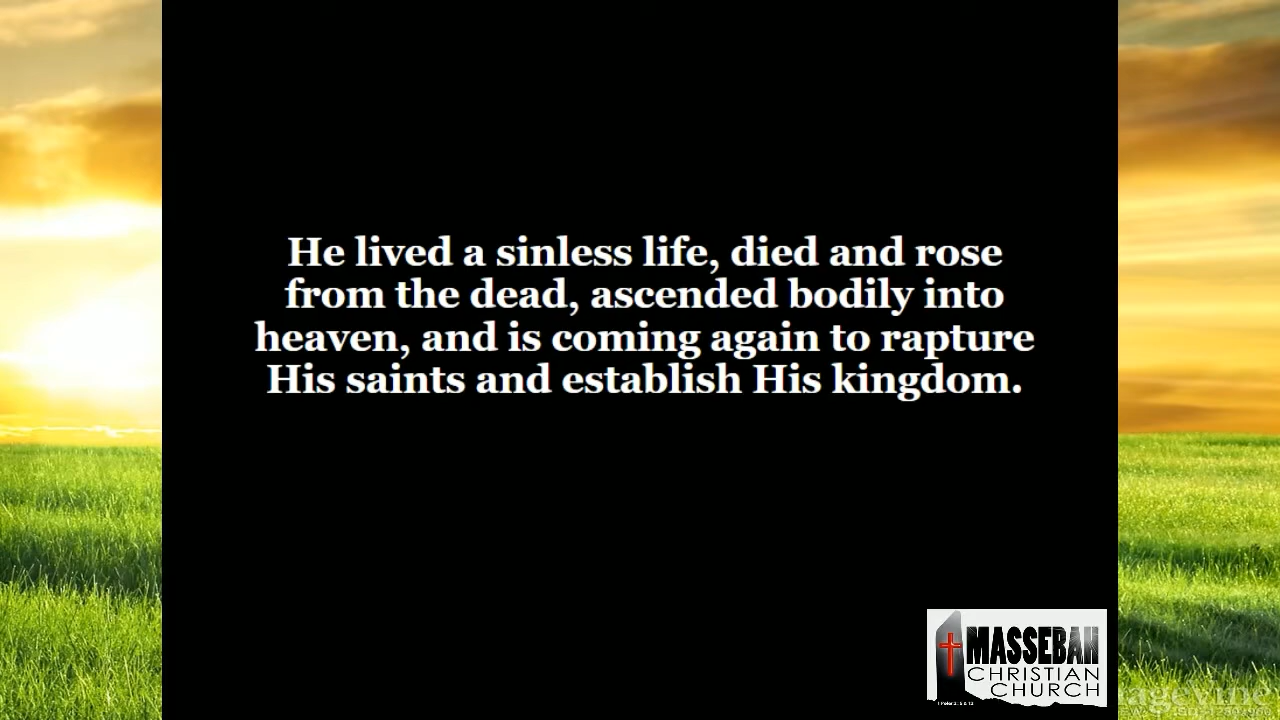 He lived a sinless life, died and rose
from the dead, ascended bodily into
heaven, and is coming again to rapture
His saints and establish His kingdom.
MASSEBAH
CHRISTIAN
CHURCH